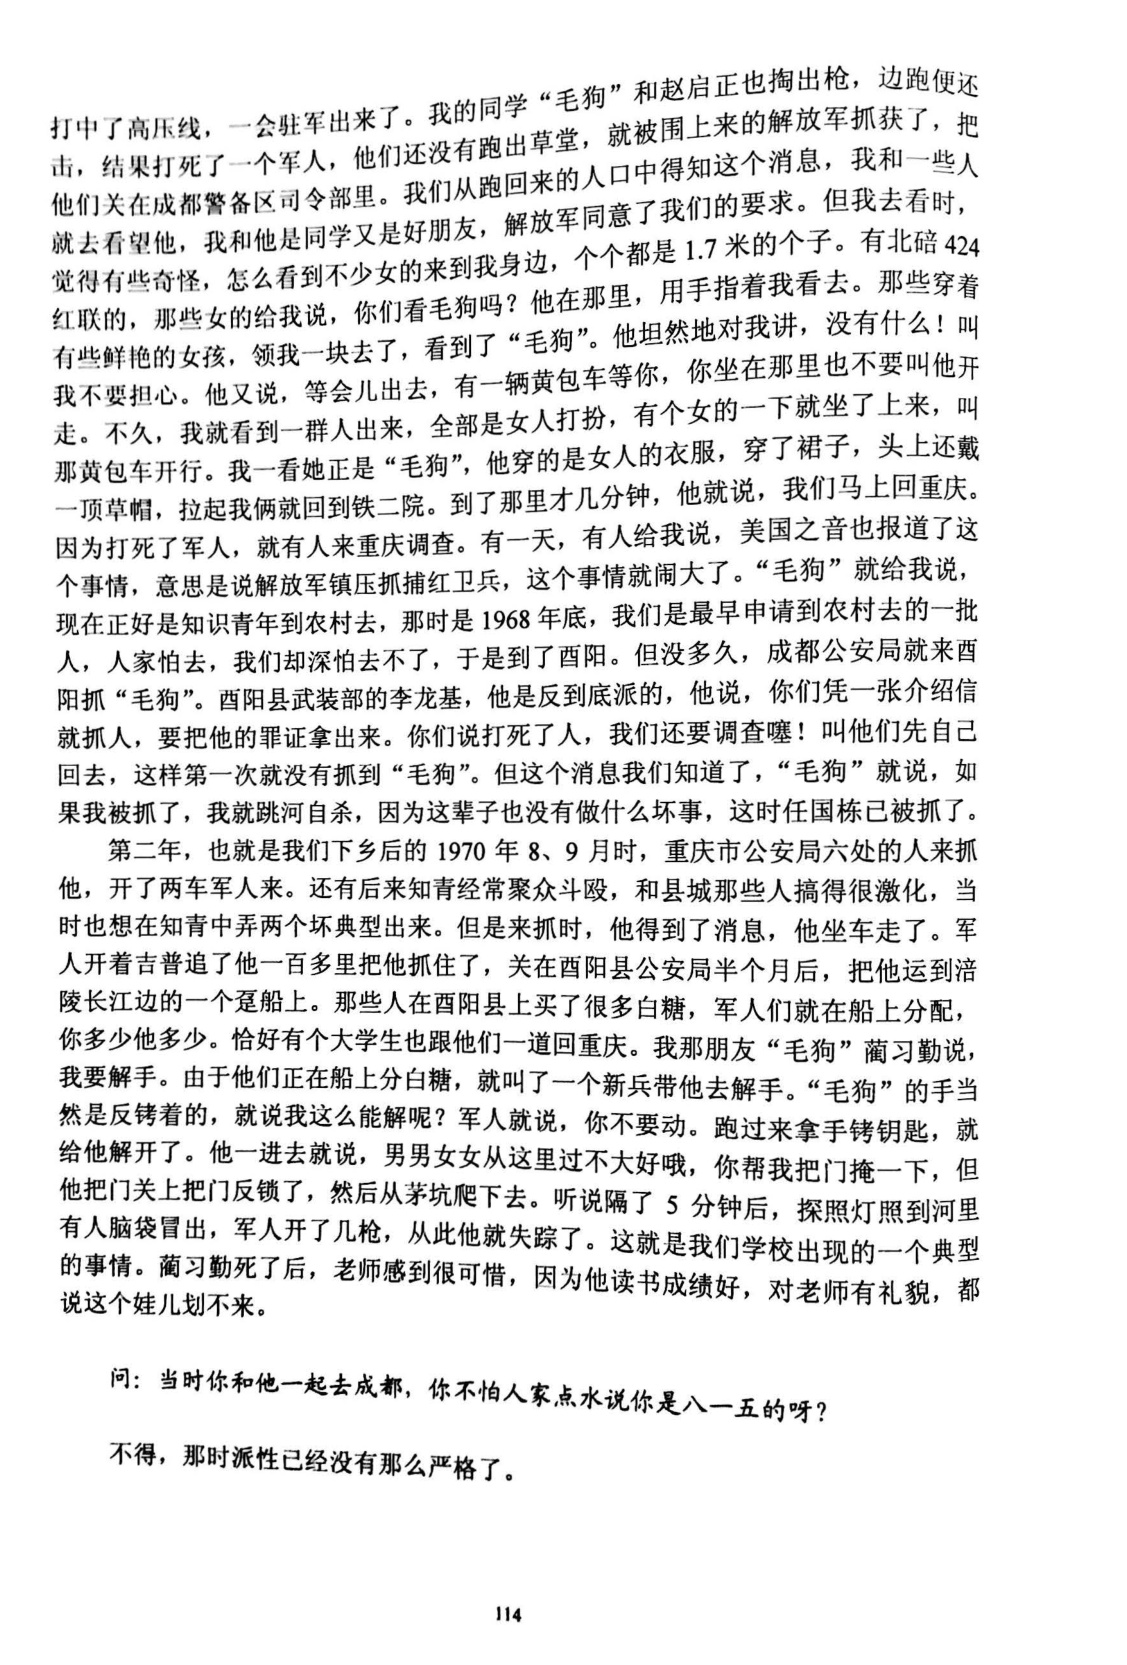 打中了高压线，一会驻军出来了。我的同学“毛狗”和赵启正也掏出枪，边跑便还
击，结果打死了一个军人，他们还没有跑出草堂，就被围上来的解放军抓获了，把
他们关在成都警备区司令部里。我们从跑回来的人口中得知这个消息，我和一些人
就去看望他，我和他是同学又是好朋友，解放军同意了我们的要求。但我去看时，
觉得有些奇怪，怎么看到不少女的来到我身边，个个都是 1.7 米的个子。有北碚 424
红联的，那些女的给我说，你们看毛狗吗？他在那里，用手指着我看去。那些穿着
有些鲜艳的女孩，领我一块去了，看到了“毛狗”。他坦然地对我讲，没有什么！叫
我不要担心。他又说，等会儿出去，有一辆黄包车等你，你坐在那里也不要叫他开
走。不久，我就看到一群人出来，全部是女人打扮，有个女的一下就坐了上来，叫
那黄包车开行。我一看她正是“毛狗”，他穿的是女人的衣服，穿了裙子，头上还戴
一顶草帽，拉起我俩就回到铁二院。到了那里才几分钟，他就说，我们马上回重庆。
因为打死了军人，就有人来重庆调查。有一天，有人给我说，美国之音也报道了这
个事情，意思是说解放军镇压抓捕红卫兵，这个事情就闹大了。“毛狗”就给我说，
现在正好是知识青年到农村去，那时是 1968 年底，我们是最早申请到农村去的一批
人，人家怕去，我们却深怕去不了，于是到了酉阳。但没多久，成都公安局就来酉
阳抓“毛狗”。酉阳县武装部的李龙基，他是反到底派的，他说，你们凭一张介绍信
就抓人，要把他的罪证拿出来。你们说打死了人，我们还要调查噻！叫他们先自己
回去，这样第一次就没有抓到“毛狗”。但这个消息我们知道了，“毛狗”就说，如
果我被抓了，我就跳河自杀，因为这辈子也没有做什么坏事，这时任国栋已被抓了。
第二年，也就是我们下乡后的 1970 年 8、9 月时，重庆市公安局六处的人来抓
他，开了两车军人来。还有后来知青经常聚众斗殴，和县城那些人搞得很激化，当
时也想在知青中弄两个坏典型出来。但是来抓时，他得到了消息，他坐车走了。军
人开着吉普追了他一百多里把他抓住了，关在酉阳县公安局半个月后，把他运到涪
陵长江边的一个趸船上。那些人在酉阳县上买了很多白糖，军人们就在船上分配，
你多少他多少。恰好有个大学生也跟他们一道回重庆。我那朋友“毛狗”蔺习勤说，
我要解手。由于他们正在船上分白糖，就叫了一个新兵带他去解手。“毛狗”的手当
然是反铐着的，就说我这么能解呢？军人就说，你不要动。跑过来拿手铐钥匙，就
给他解开了。他一进去就说，男男女女从这里过不大好哦，你帮我把门掩一下，但
他把门关上把门反锁了，然后从茅坑爬下去。听说隔了 5 分钟后，探照灯照到河里
有人脑袋冒出，军人开了几枪，从此他就失踪了。这就是我们学校出现的一个典型
的事情。蔺习勤死了后，老师感到很可惜，因为他读书成绩好，对老师有礼貌，都
说这个娃儿划不来。
问：当时你和他一起去成都，你不怕人家点水说你是八一五的呀？
不得，那时派性已经没有那么严格了。
114